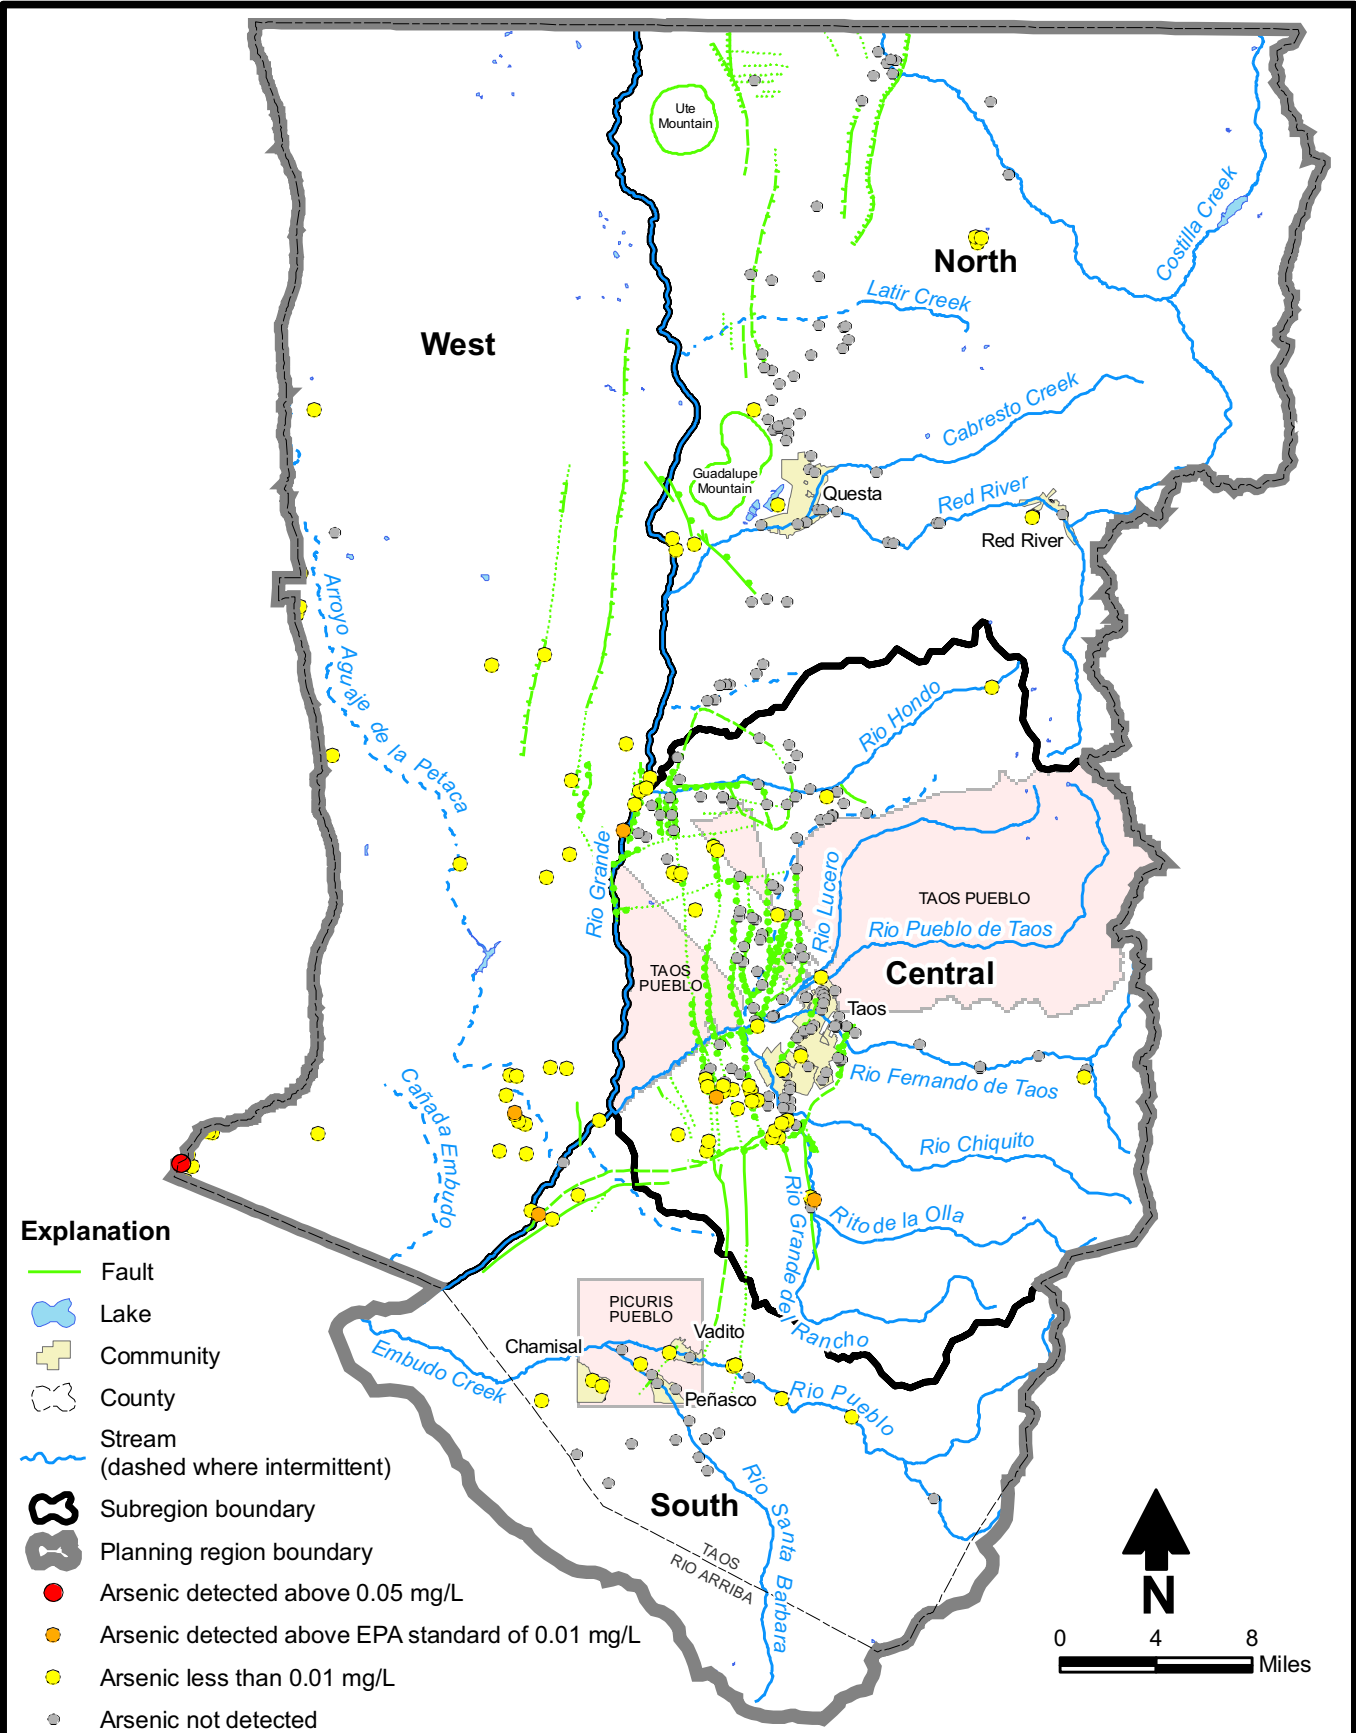 Ute
Mountain
North
Costilla Creek
Latir Creek
West
Cabresto Creek
Guadalupe
Mountain
Questa
Red River
Red River
Arroyo Aguaje de la Petaca
Rio Hondo
Rio Grande
Rio Lucero
TAOS PUEBLO
Rio Pueblo de Taos
Central
TAOS
PUEBLO
Taos
Rio Fernando de Taos
Cañada Embudo
Rio Chiquito
Rito de la Olla
Rio Grande del Rancho
PICURIS
PUEBLO
Vadito
Chamisal
Embudo Creek
Peñasco
Rio Pueblo
South
Rio Santa Barbara
TAOS
RIO ARRIBA
Explanation
Fault
Lake
Community
County
Stream
(dashed where intermittent)
Subregion boundary
Planning region boundary
Arsenic detected above 0.05 mg/L
Arsenic detected above EPA standard of 0.01 mg/L
Arsenic less than 0.01 mg/L
Arsenic not detected
N
0 4 8
Miles